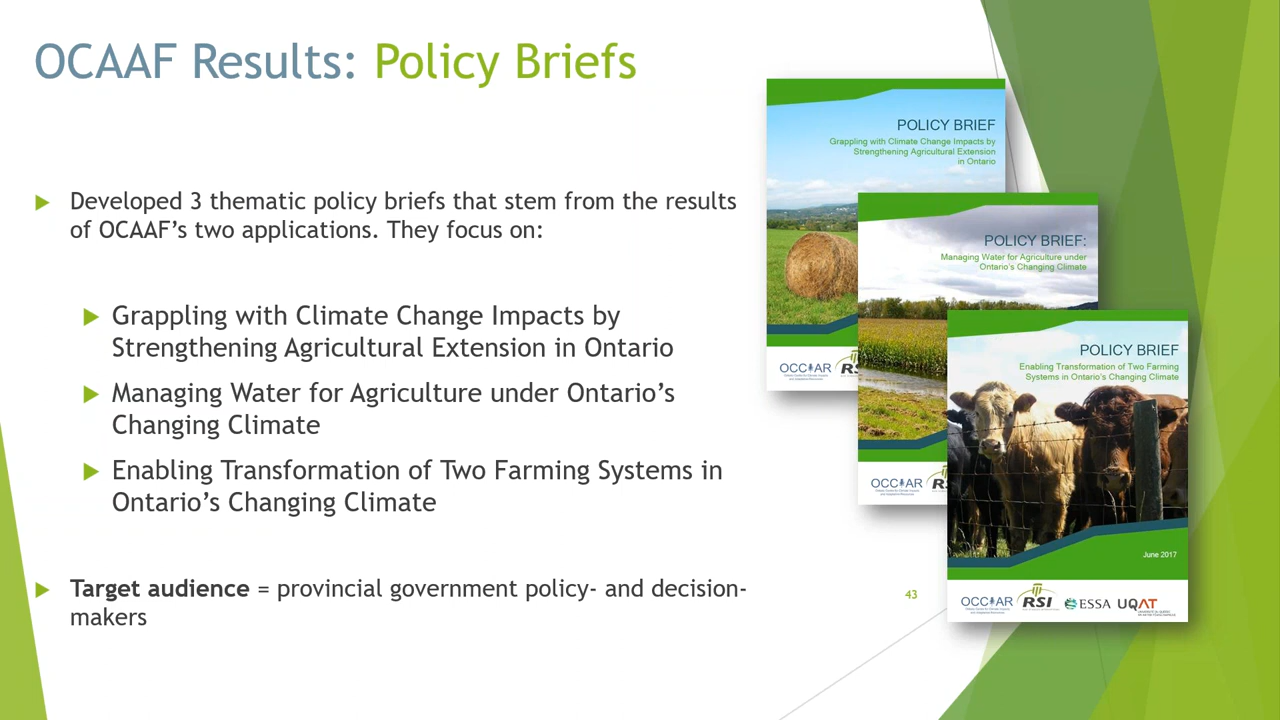 OCAAF Results: Policy Briefs
Developed 3 thematic policy briefs that stem from the results
of OCAAF’s two applications. They focus on:
Grappling with Climate Change Impacts by
Strengthening Agricultural Extension in Ontario
Managing Water for Agriculture under Ontario’s
Changing Climate
Enabling Transformation of Two Farming Systems in
Ontario’s Changing Climate
Target audience = provincial government policy- and decision-
makers
POLICY BRIEF
Grappling with Climate Change Impacts by
Strengthening Agricultural Extension
in Ontario
OCCIAR
POLICY BRIEF:
Managing Water for Agriculture under
Ontario's Changing Climate
OCCIAR
POLICY BRIEF
Enabling Transformation of Two Farming
Systems in Ontario's Changing Climate
June 2017
OCCIAR RSI ESSA UQAT
43